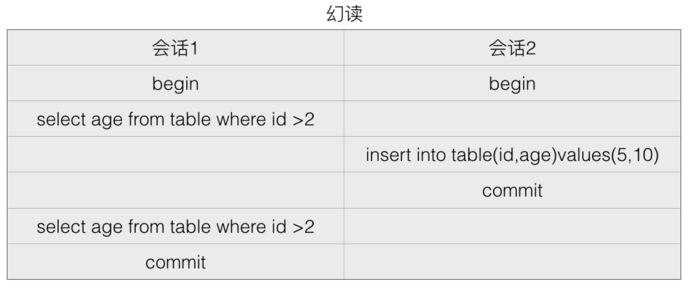 幻读
会话1 会话2
begin begin
select age from table where id >2
insert into table(id,age)values(5,10)
commit
select age from table where id >2
commit